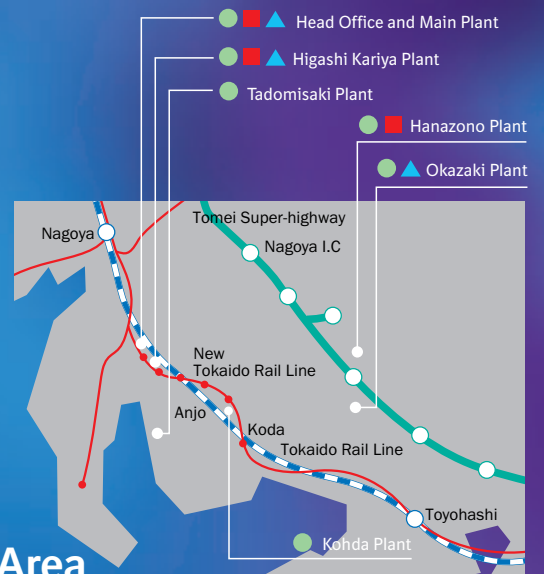 Head Office and Main Plant
Higashi Kariya Plant
Tadomisaki Plant
Hanazono Plant
Okazaki Plant
Tomei Super-highway
Nagoya
Nagoya I.C
New
Tokaido Rail Line
Anjo
Koda
Tokaido Rail Line
Toyohashi
Kohda Plant
Area